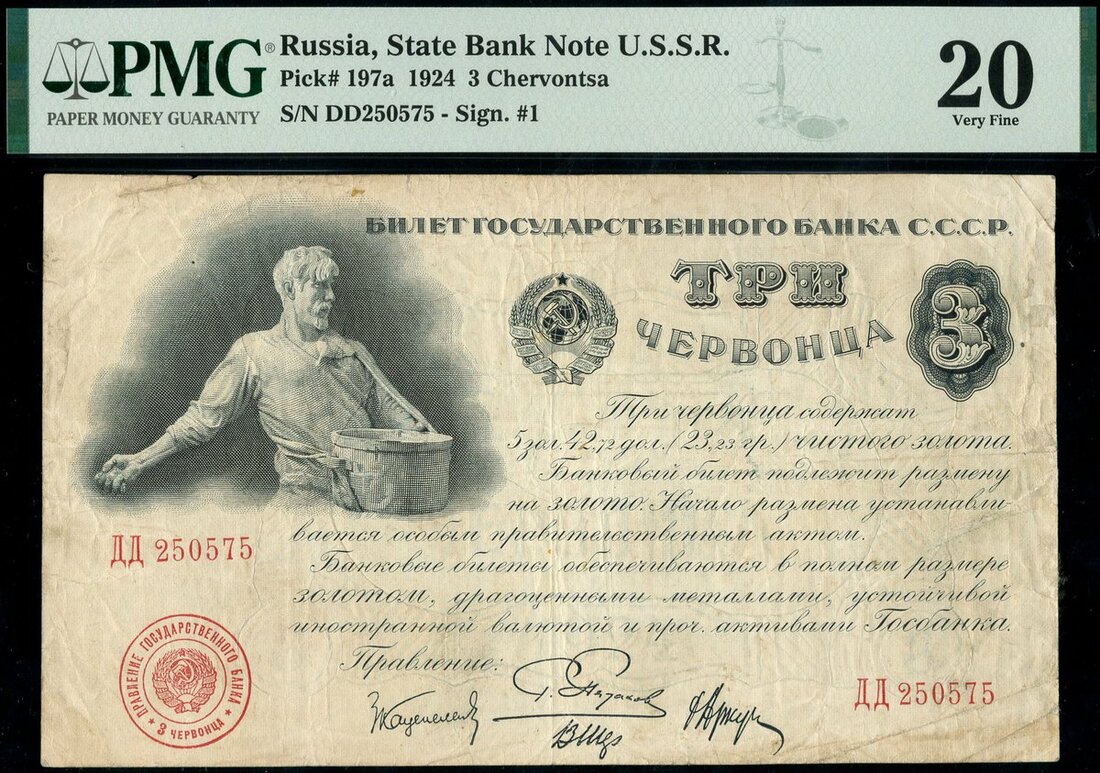 PMG®
PAPER MONEY GUARANTY
Russia, State Bank Note U.S.S.R.
Pick# 197a 1924 3 Chervontsa
S/N DD250575 - Sign. #1
20
Very Fine
БИЛЕТ ГОСУДАРСТВЕННОГО БАНКА С.С.С.Р.
ТРИ
ЧЕРВОНЦА
3
Три червонца содержат
5 зол. 42,72 дол. (23,23 гр.) чистого золота.
Банковый билет подлежит размену
на золото. Начало размена устанавли-
вается особым правительственным актом.
Банковые билеты обеспечиваются в полном размере
золотом, драгоценными металлами, устойчивой
иностранной валютой и проч. активами Госбанка.
Правление:
ДД 250575
ПРАВЛЕНИЕ ГОСУДАРСТВЕННОГО БАНКА
* 3 ЧЕРВОНЦА *
ДД 250575